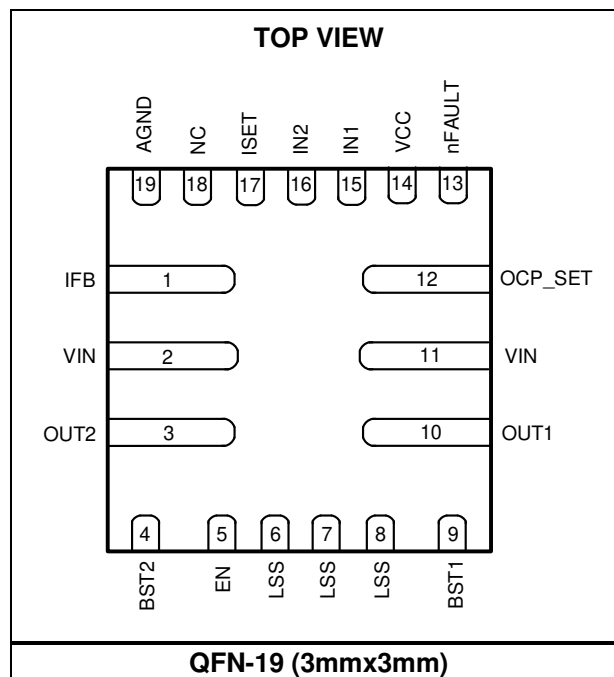 TOP VIEW
AGND
NC
ISET
IN2
IN1
VCC
nFAULT
19
18
17
16
15
14
13
IFB
1
12
OCP_SET
VIN
2
11
VIN
OUT2
3
10
OUT1
4
5
6
7
8
9
BST2
EN
LSS
LSS
LSS
BST1
QFN-19 (3mmx3mm)